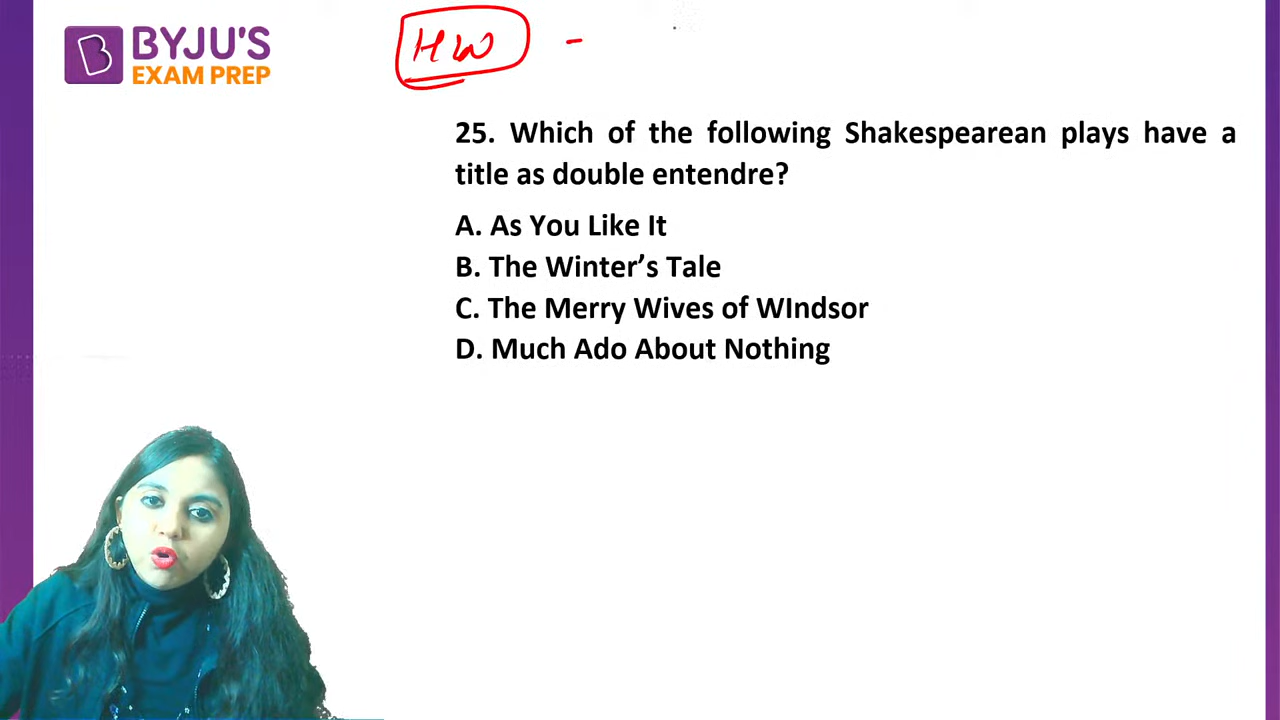 BYJU'S
EXAM PREP
HW -
25. Which of the following Shakespearean plays have a
title as double entendre?
A. As You Like It
B. The Winter’s Tale
C. The Merry Wives of WIndsor
D. Much Ado About Nothing